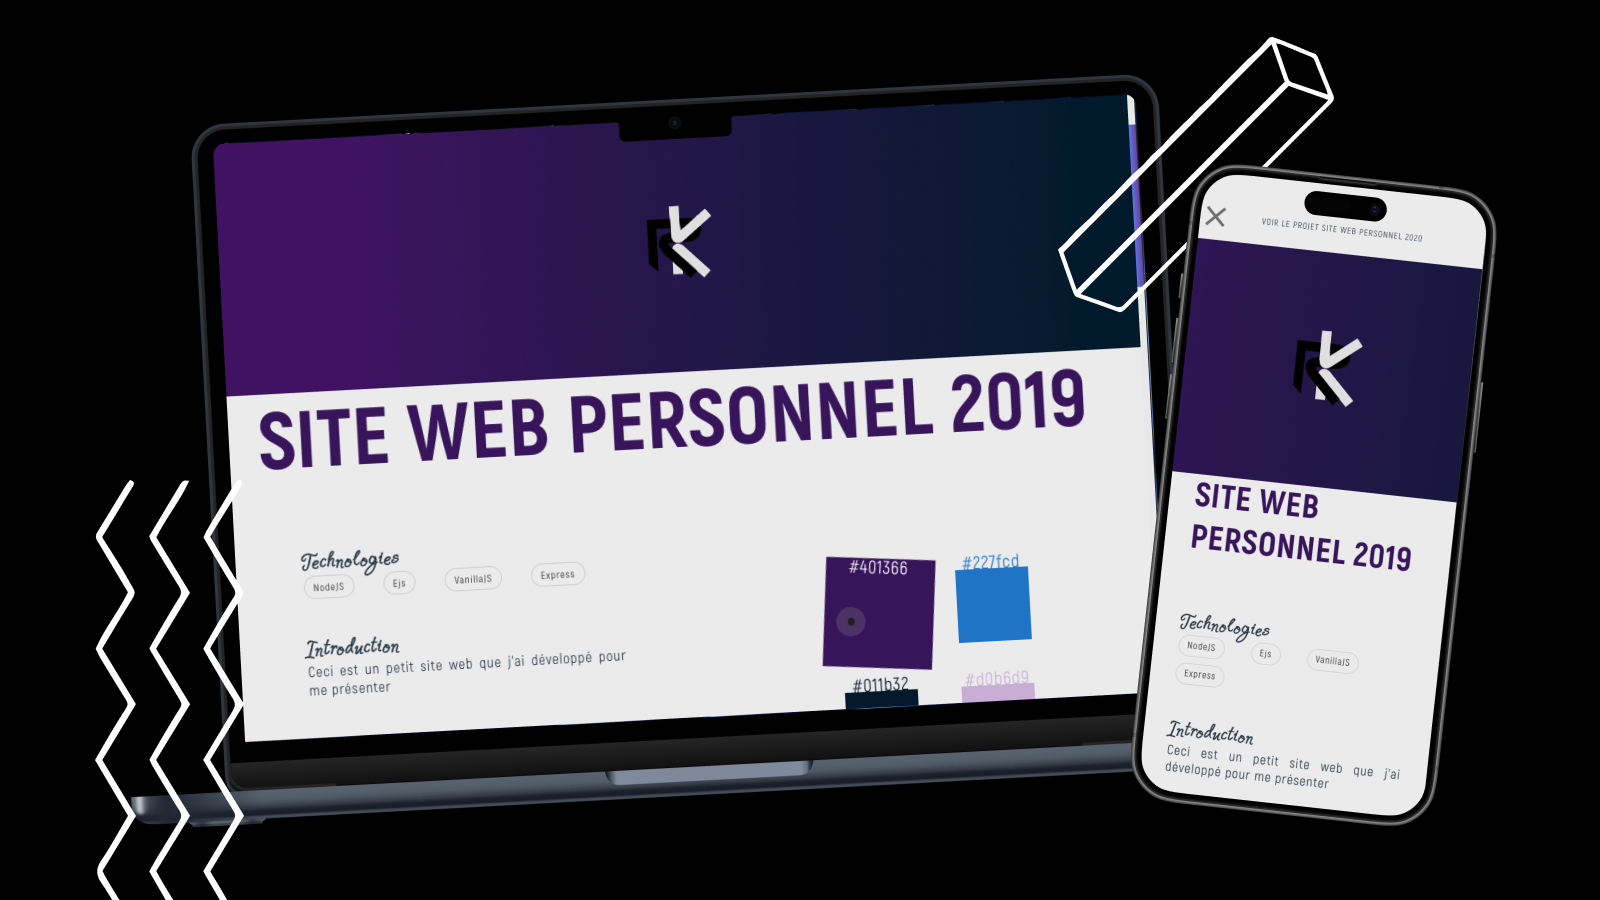 RK
SITE WEB PERSONNEL 2019
Technologies
NodeJS
Ejs
VanillaJS
Express
Introduction
Ceci est un petit site web que j'ai développé pour
me présenter
#401366
#227fcd
#011b32
#d0b6d9
VOIR LE PROJET SITE WEB PERSONNEL 2020
RK
SITE WEB
PERSONNEL 2019
Technologies
NodeJS
Ejs
VanillaJS
Express
Introduction
Ceci est un petit site web que j'ai
développé pour me présenter